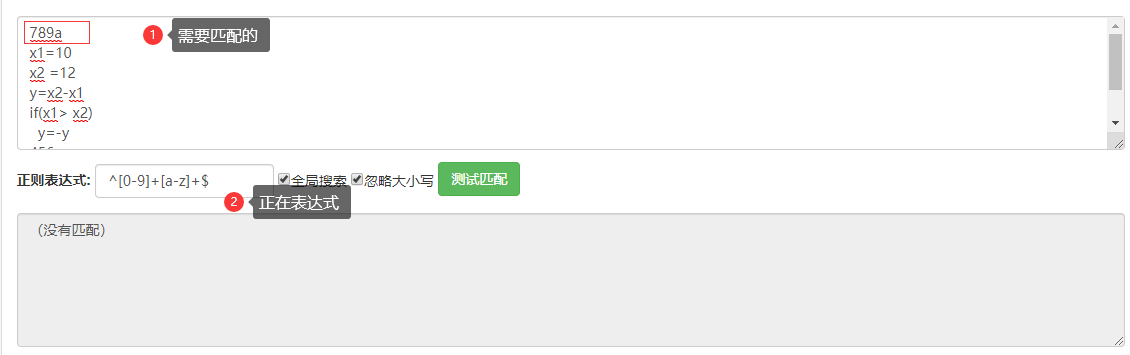 789a
1 需要匹配的
x1=10
x2 =12
y=x2-x1
if(x1> x2)
y=-y
正则表达式: ^[0-9]+[a-z]+$ 全局搜索 忽略大小写 测试匹配
2 正在表达式
(没有匹配)